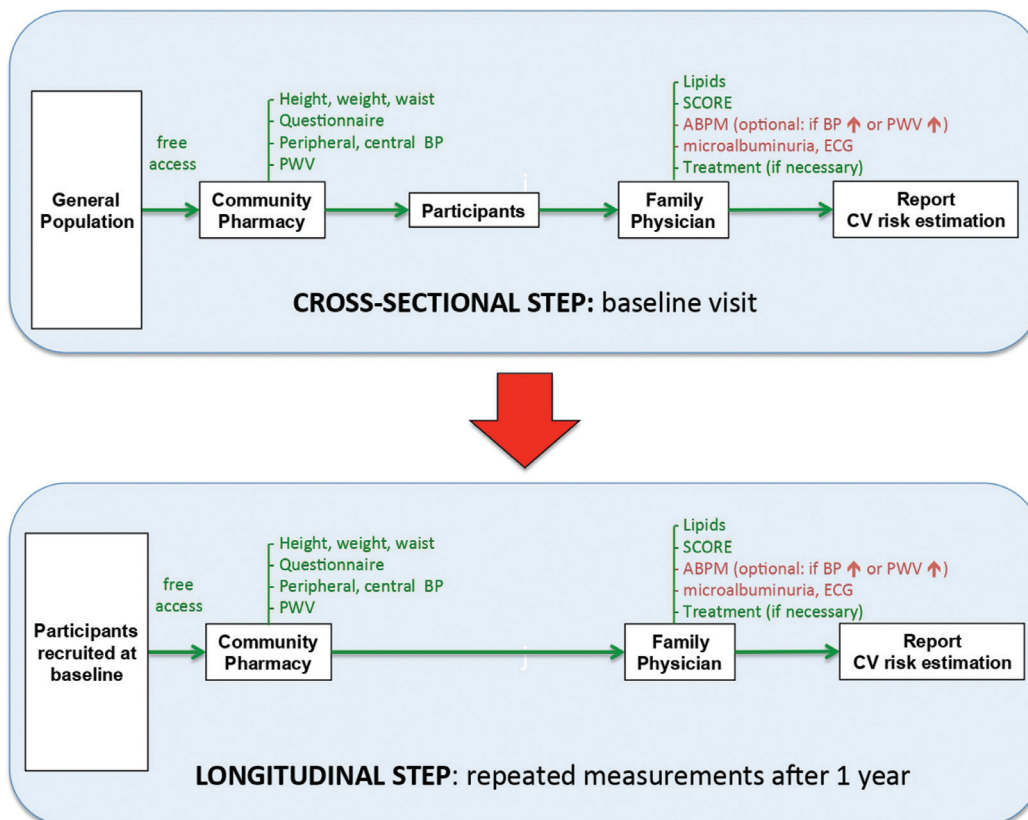 General
Population
free
access
- Height, weight, waist
- Questionnaire
- Peripheral, central BP
- PWV
Community
Pharmacy
Participants
- Lipids
- SCORE
- ABPM (optional: if BP ↑ or PWV ↑)
- microalbuminuria, ECG
- Treatment (if necessary)
Family
Physician
Report
CV risk estimation
j
CROSS-SECTIONAL STEP: baseline visit
Participants
recruited at
baseline
free
access
- Height, weight, waist
- Questionnaire
- Peripheral, central BP
- PWV
Community
Pharmacy
j
- Lipids
- SCORE
- ABPM (optional: if BP ↑ or PWV ↑)
- microalbuminuria, ECG
- Treatment (if necessary)
Family
Physician
Report
CV risk estimation
LONGITUDINAL STEP: repeated measurements after 1 year